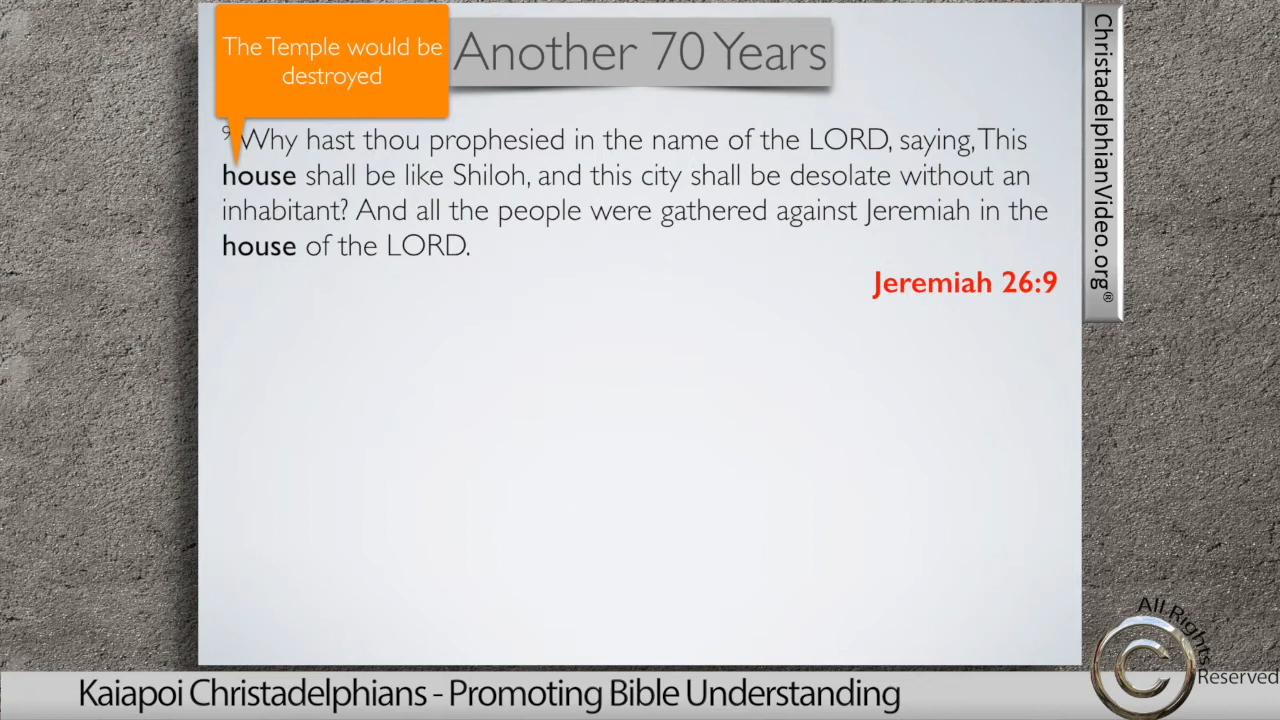 The Temple would be
destroyed
Another 70 Years
9 Why hast thou prophesied in the name of the LORD, saying, This
house shall be like Shiloh, and this city shall be desolate without an
inhabitant? And all the people were gathered against Jeremiah in the
house of the LORD.
Jeremiah 26:9
ChristadelphianVideo.org®
All Rights
Reserved
Kaiapoi Christadelphians - Promoting Bible Understanding